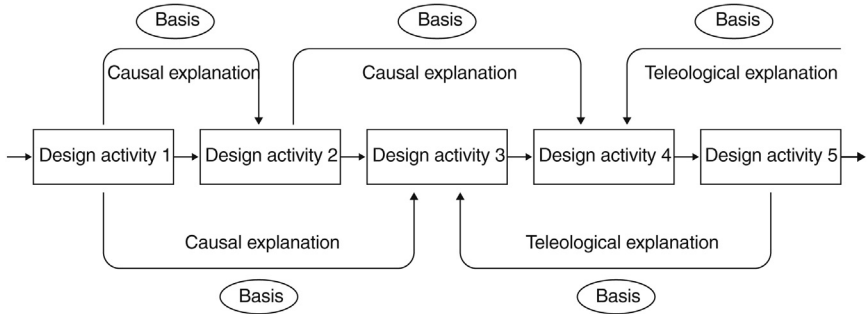 Basis
Basis
Basis
Causal explanation
Causal explanation
Teleological explanation
Design activity 1
Design activity 2
Design activity 3
Design activity 4
Design activity 5
Causal explanation
Teleological explanation
Basis
Basis